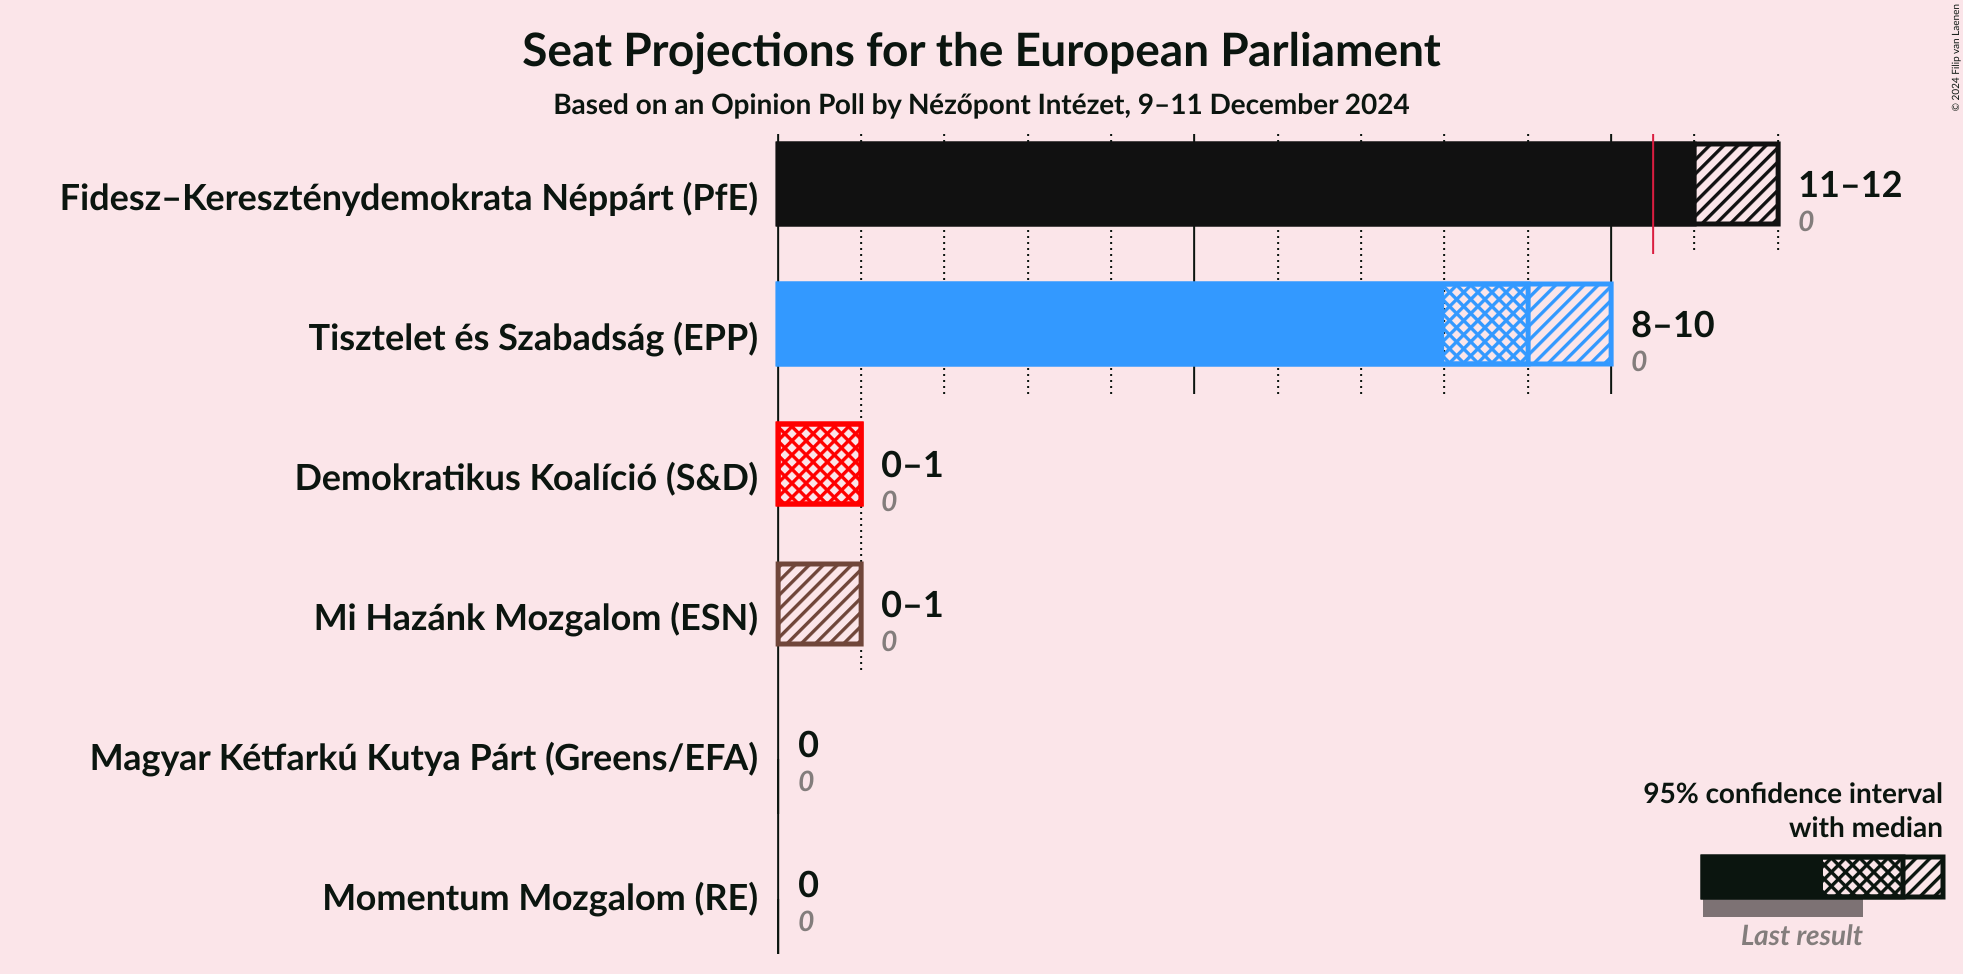 Seat Projections for the European Parliament
Based on an Opinion Poll by Nézőpont Intézet, 9–11 December 2024
© 2024 Filip van Laenen
Fidesz–Kereszténydemokrata Néppárt (PfE)
11–12
0
Tisztelet és Szabadság (EPP)
8–10
0
Demokratikus Koalíció (S&D)
0–1
0
Mi Hazánk Mozgalom (ESN)
0–1
0
Magyar Kétfarkú Kutya Párt (Greens/EFA)
0
0
Momentum Mozgalom (RE)
0
0
95% confidence interval
with median
Last result